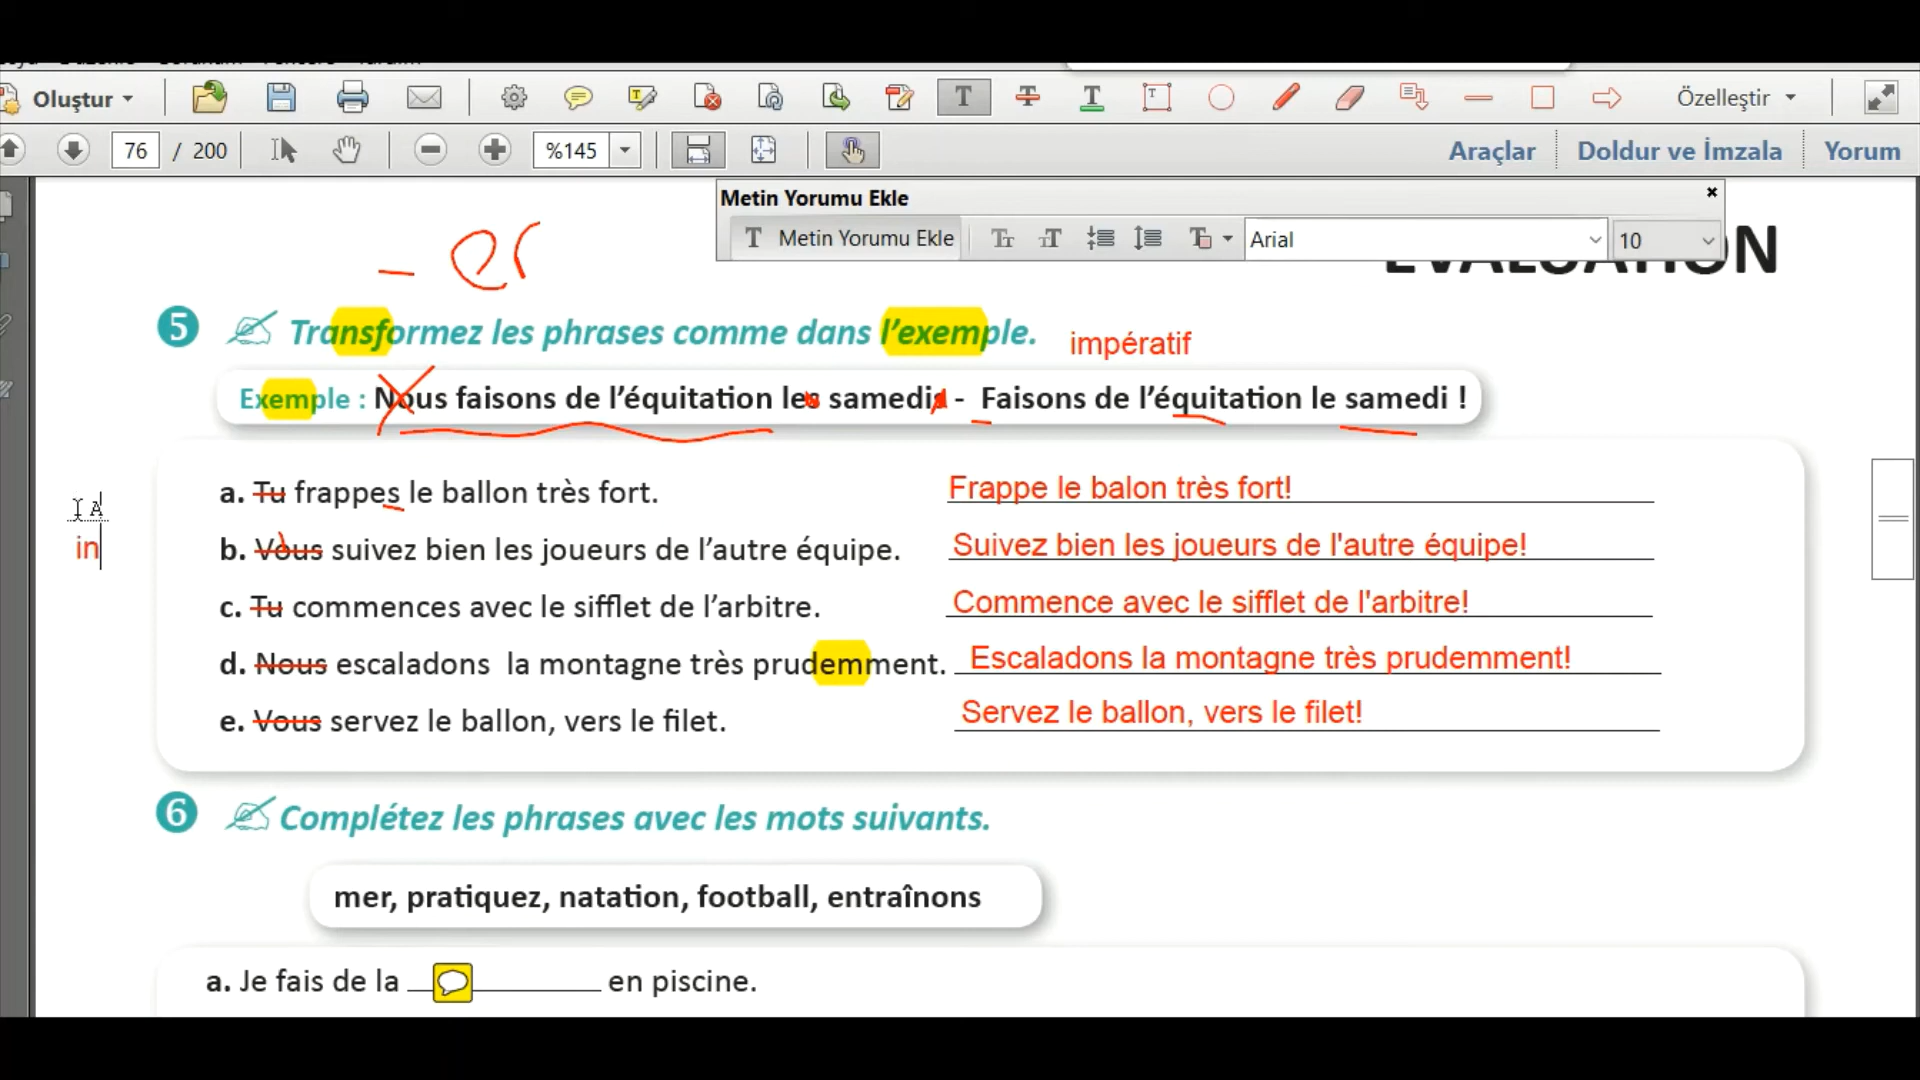 Oluştur
Özelleştir
76 / 200
%145
Araçlar
Doldur ve İmzala
Yorum
Metin Yorumu Ekle
T Metin Yorumu Ekle
Arial
10
- er
5 Transformez les phrases comme dans l'exemple. impératif
Exemple : Nous faisons de l'équitation les samedis - Faisons de l'équitation le samedi !
a. Tu frappes le ballon très fort. Frappe le balon très fort!
in
b. Vous suivez bien les joueurs de l'autre équipe. Suivez bien les joueurs de l'autre équipe!
c. Tu commences avec le sifflet de l'arbitre. Commence avec le sifflet de l'arbitre!
d. Nous escaladons la montagne très prudemment. Escaladons la montagne très prudemment!
e. Vous servez le ballon, vers le filet. Servez le ballon, vers le filet!
6 Complétez les phrases avec les mots suivants.
mer, pratiquez, natation, football, entraînons
a. Je fais de la ____________ en piscine.